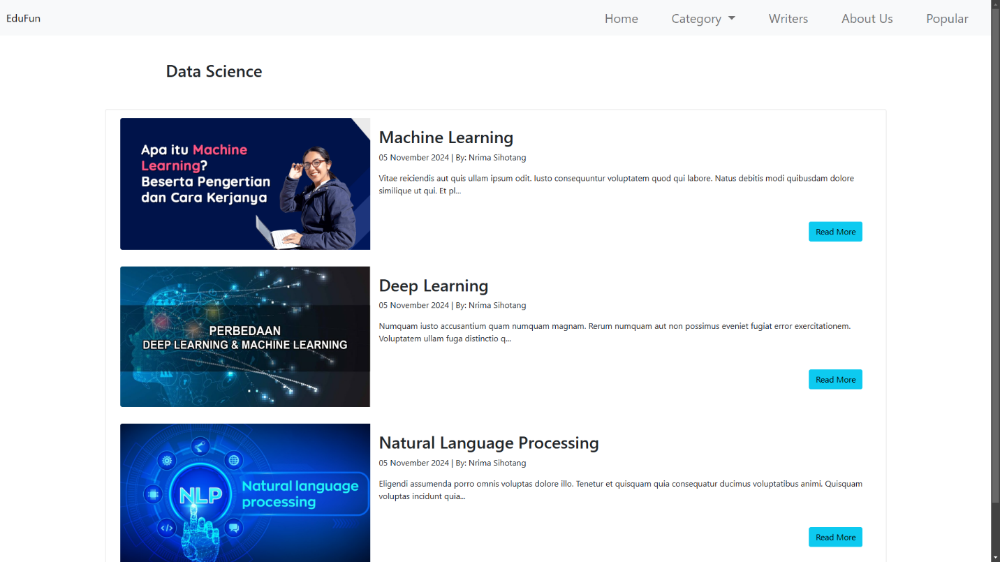 EduFun
Home
Category
Writers
About Us
Popular
Data Science
Apa itu Machine
Learning?
Beserta Pengertian
dan Cara Kerjanya
Machine Learning
05 November 2024 | By: Nrima Sihotang
Vitae reiciendis aut quis ullam ipsum odit. Iusto consequuntur voluptatem quod qui labore. Natus debitis modi quibusdam dolore
similique ut qui. Et pl...
Read More
PERBEDAAN
DEEP LEARNING & MACHINE LEARNING
Deep Learning
05 November 2024 | By: Nrima Sihotang
Numquam iusto accusantium quam numquam magnam. Rerum numquam aut non possimus eveniet fugiat error exercitationem.
Voluptatem ullam fuga distinctio q...
Read More
NLP
Natural language
processing
Natural Language Processing
05 November 2024 | By: Nrima Sihotang
Eligendi assumenda porro omnis voluptas dolore illo. Tenetur et quisquam quia consequatur ducimus voluptatibus animi. Quisquam
voluptas incidunt quia...
Read More